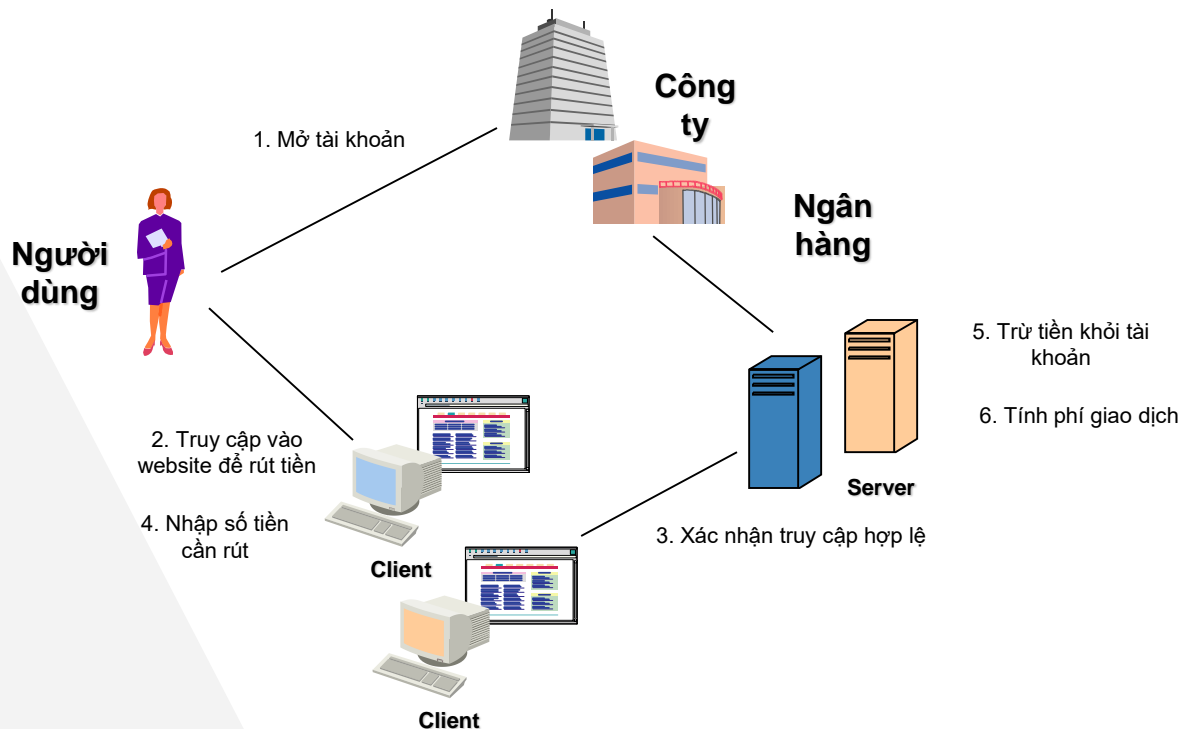 Công
ty
1. Mở tài khoản
Ngân
hàng
Người
dùng
5. Trừ tiền khỏi tài
khoản
6. Tính phí giao dịch
2. Truy cập vào
website để rút tiền
Server
4. Nhập số tiền
cần rút
3. Xác nhận truy cập hợp lệ
Client
Client